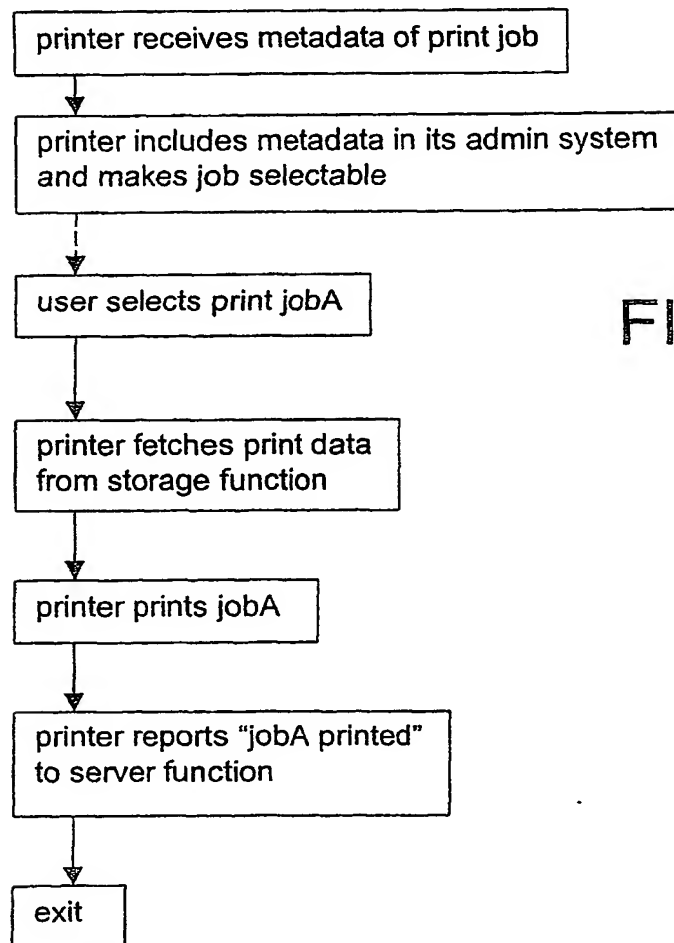 printer receives metadata of print job
printer includes metadata in its admin system
and makes job selectable
user selects print jobA
FI
printer fetches print data
from storage function
printer prints jobA
printer reports “jobA printed”
to server function
exit